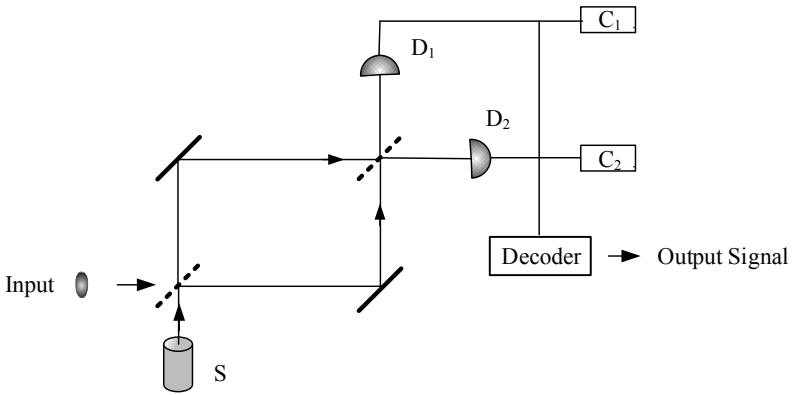 C1
D1
D2
C2
Decoder
Output Signal
Input
S